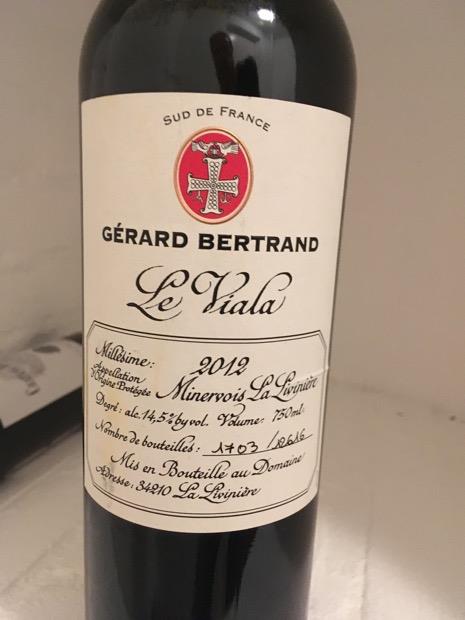 SUD DE FRANCE
GÉRARD BERTRAND
Le Viala
Millésime: 2012
Appellation
d'Origine Protégée Minervois La Livinière
Degré: alc. 14,5% by vol. Volume: 750ml.
Nombre de bouteilles: 1703 /
Mis en Bouteille au Domaine
Adresse: 34210 La Livinière